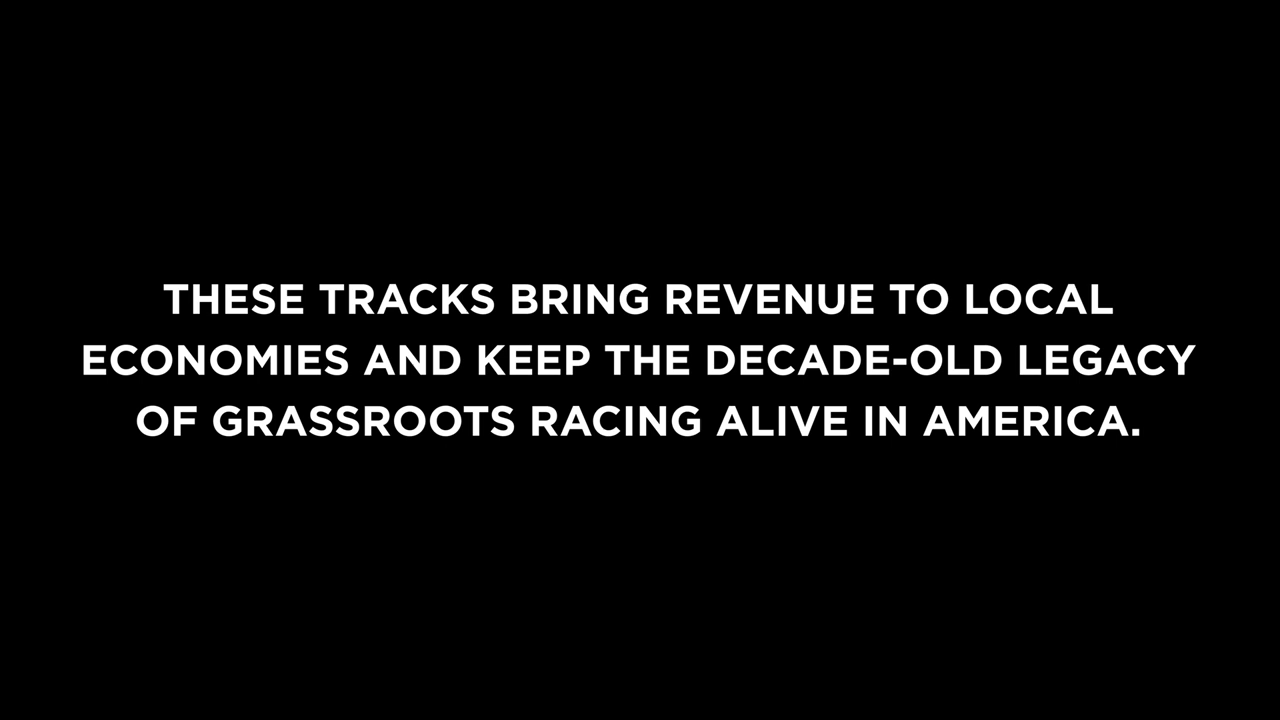 THESE TRACKS BRING REVENUE TO LOCAL
ECONOMIES AND KEEP THE DECADE-OLD LEGACY
OF GRASSROOTS RACING ALIVE IN AMERICA.